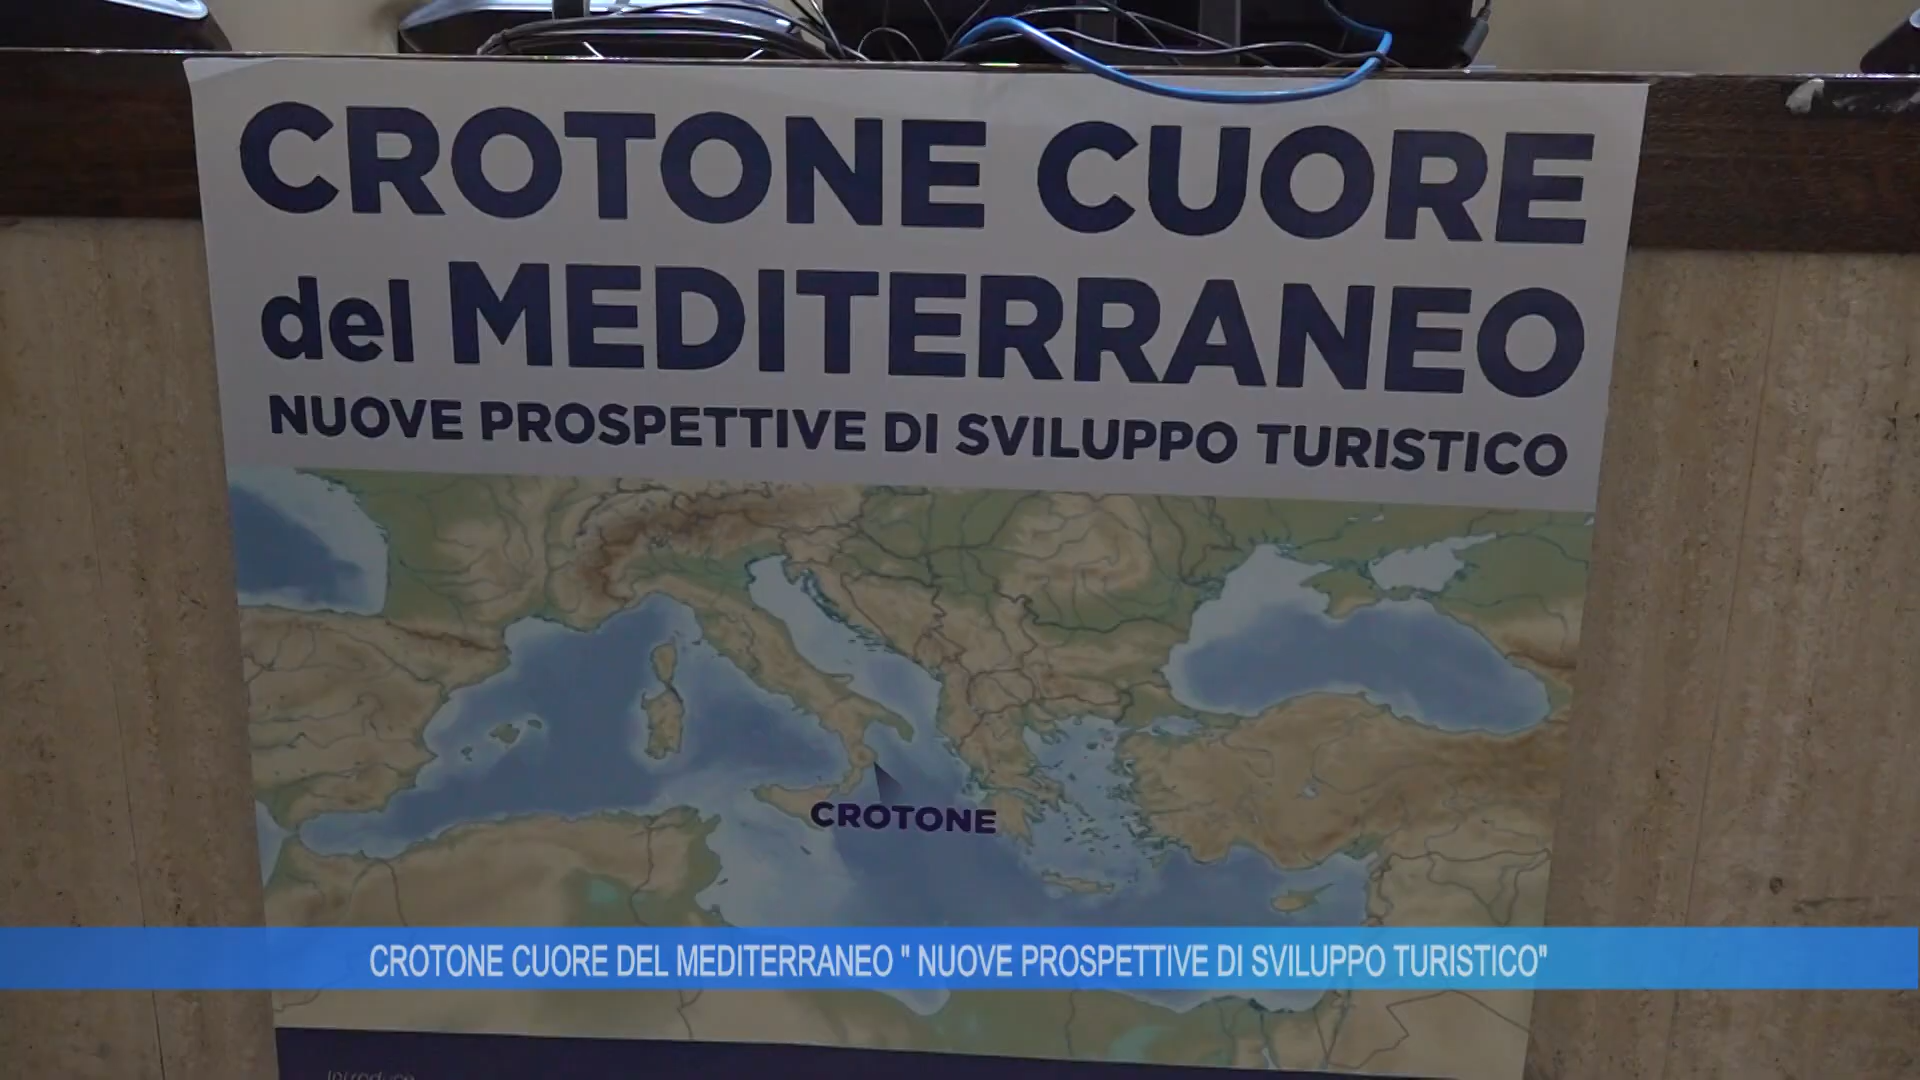 CROTONE CUORE
del MEDITERRANEO
NUOVE PROSPETTIVE DI SVILUPPO TURISTICO
CROTONE
CROTONE CUORE DEL MEDITERRANEO " NUOVE PROSPETTIVE DI SVILUPPO TURISTICO"
Introduce